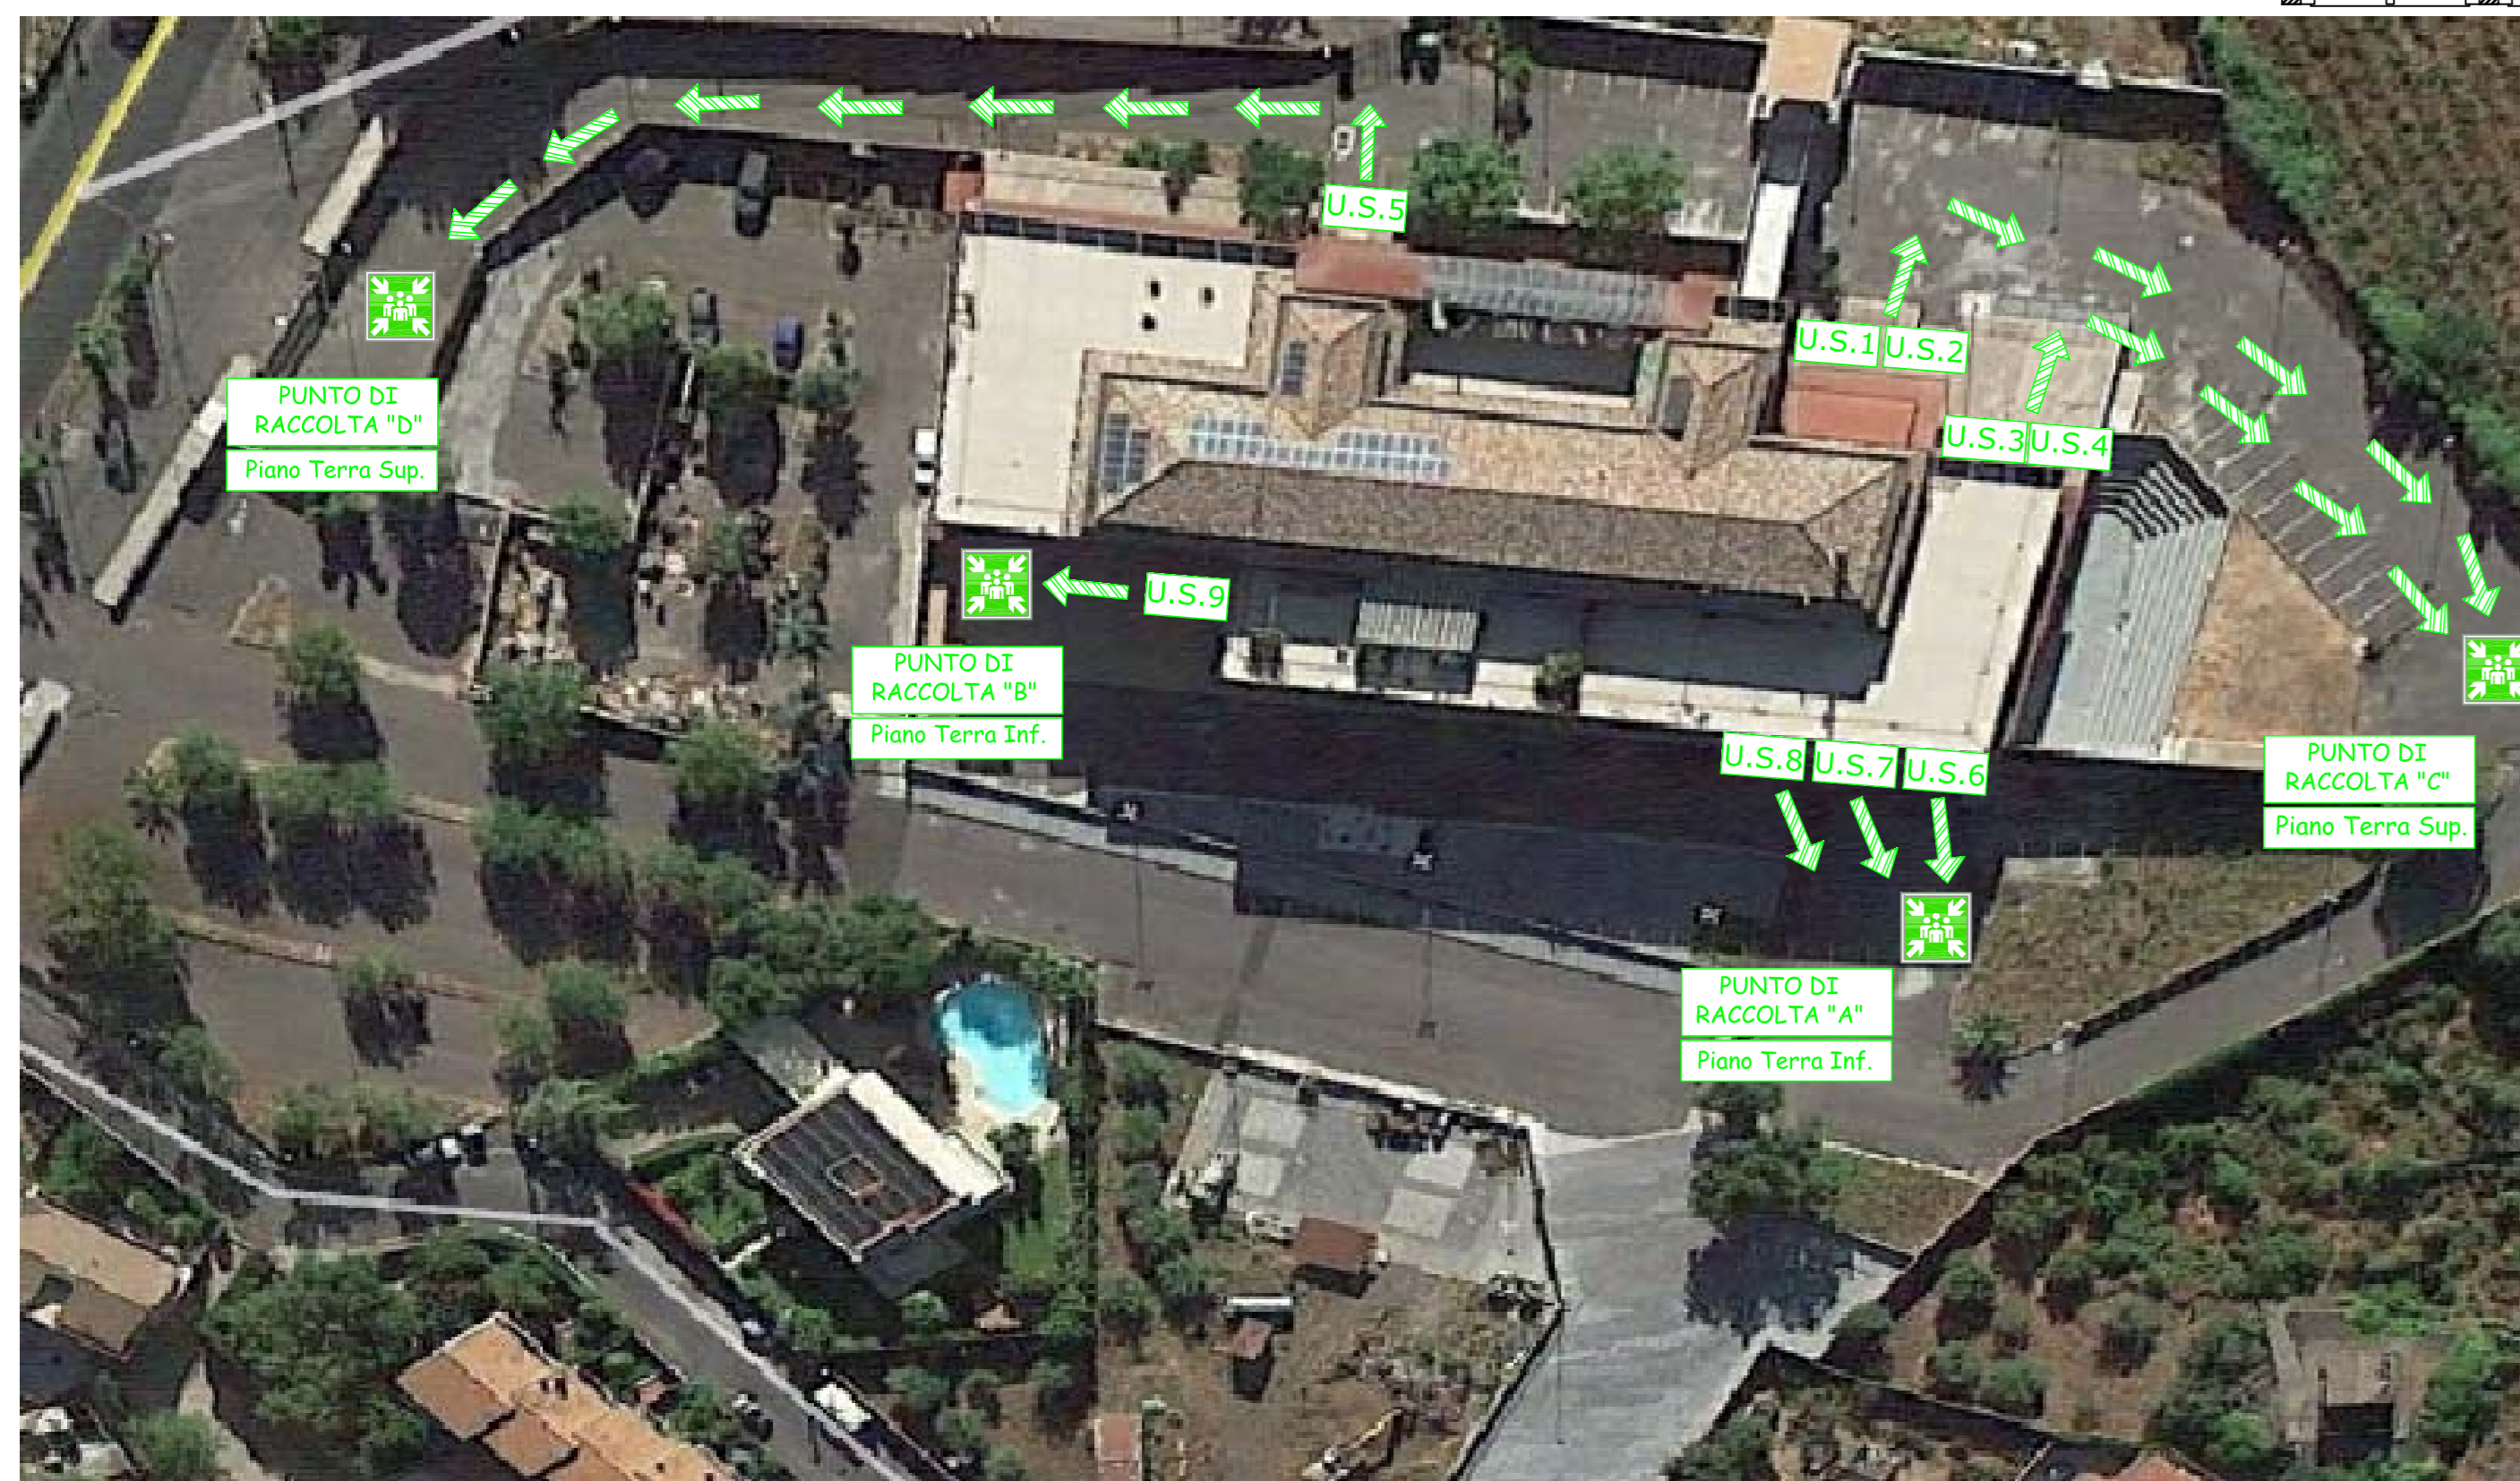 U.S.5
U.S.1
U.S.2
PUNTO DI
RACCOLTA "D"
Piano Terra Sup.
U.S.3
U.S.4
U.S.9
PUNTO DI
RACCOLTA "B"
Piano Terra Inf.
U.S.8
U.S.7
U.S.6
PUNTO DI
RACCOLTA "C"
Piano Terra Sup.
PUNTO DI
RACCOLTA "A"
Piano Terra Inf.